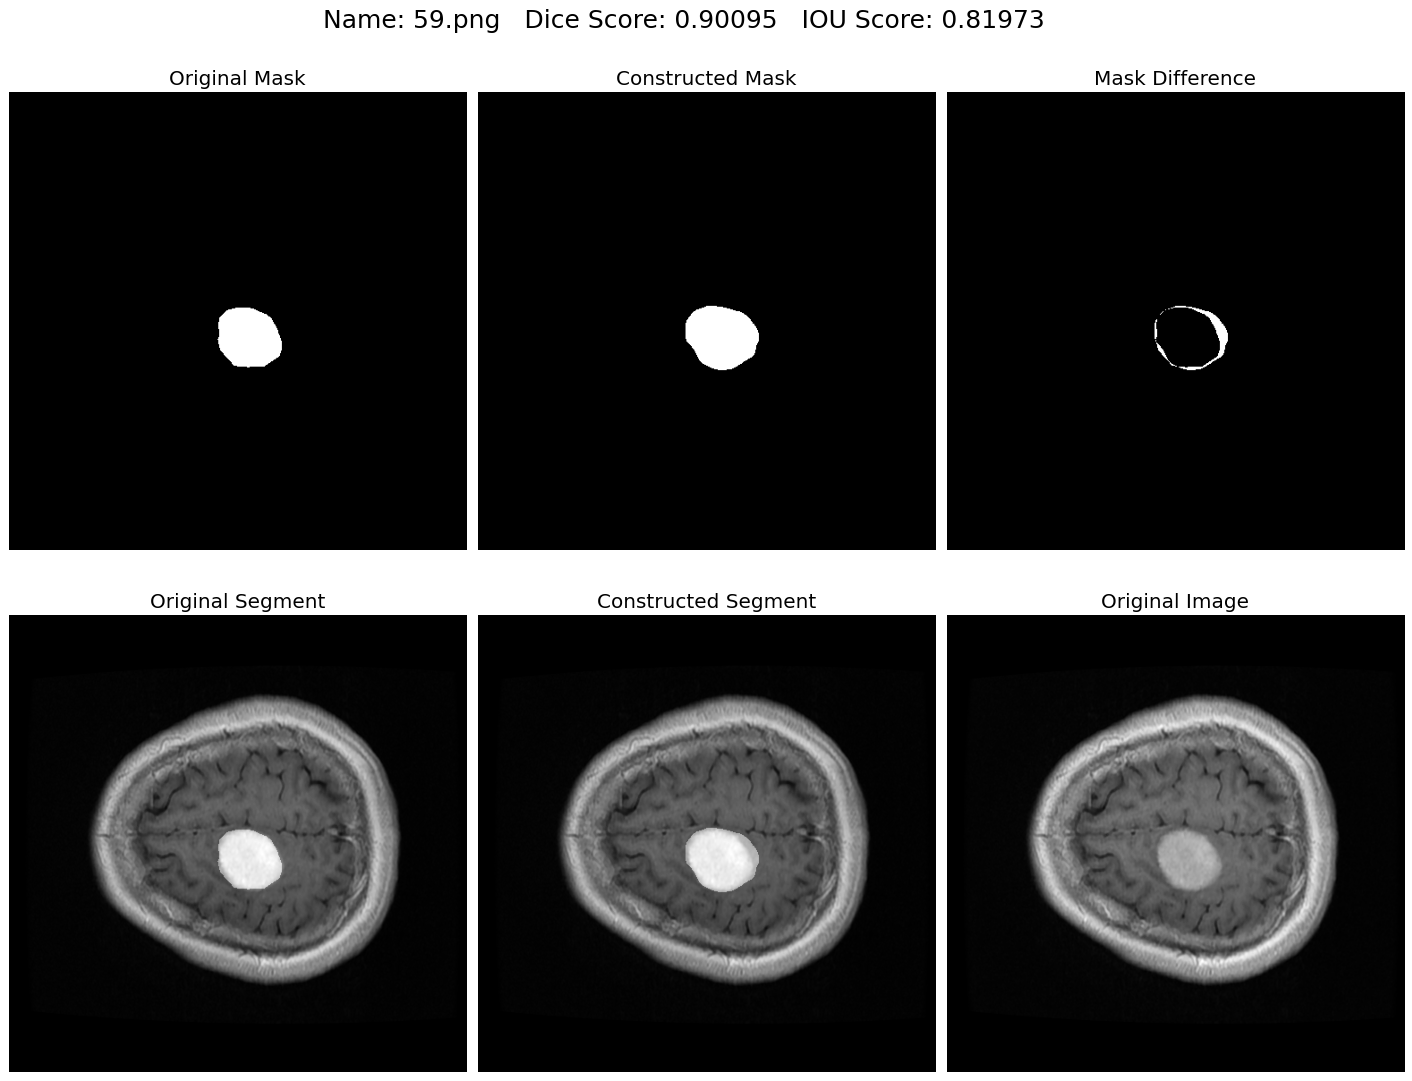 Name: 59.png   Dice Score: 0.90095   IOU Score: 0.81973
Original Mask
Constructed Mask
Mask Difference
Original Segment
Constructed Segment
Original Image